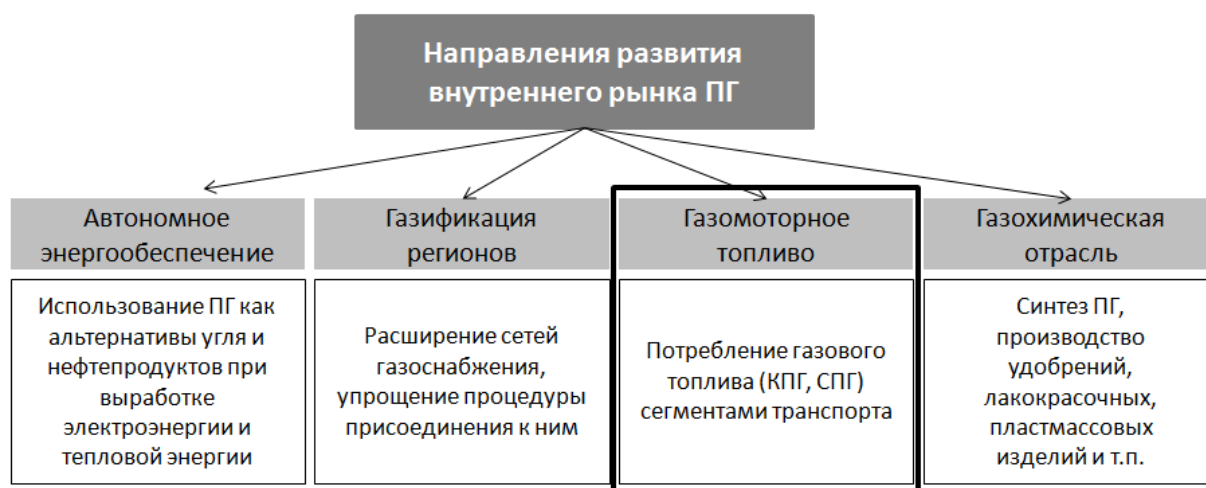 Направления развития
внутреннего рынка ПГ
Автономное
энергообеспечение
Использование ПГ как
альтернативы угля и
нефтепродуктов при
выработке
электроэнергии и
тепловой энергии
Газификация
регионов
Расширение сетей
газоснабжения,
упрощение процедуры
присоединения к ним
Газомоторное
топливо
Потребление газового
топлива (КПГ, СПГ)
сегментами транспорта
Газохимическая
отрасль
Синтез ПГ,
производство
удобрений,
лакокрасочных,
пластмассовых
изделий и т.п.